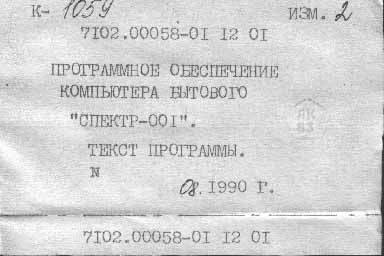 К- 1059 ИЗМ. 2
7102.00058-01 12 01
ПРОГРАММНОЕ ОБЕСПЕЧЕНИЕ
КОМПЬЮТЕРА БЫТОВОГО
"СПЕКТР-001".
ТЕКСТ ПРОГРАММЫ.
N
08.1990 Г.
7102.00058-01 12 01